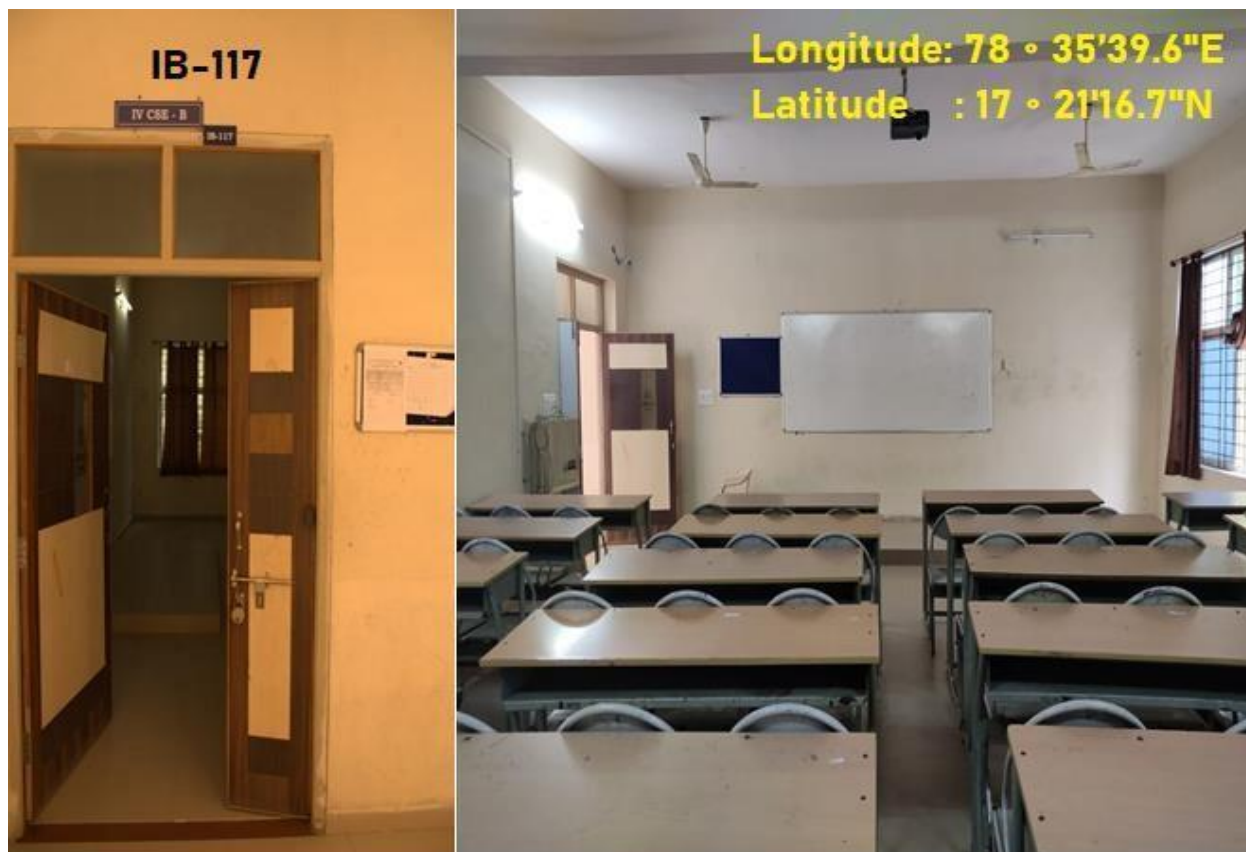 IB-117
IV CSE - B
IB-117
Longitude: 78 ∘ 35'39.6"E
Latitude : 17 ∘ 21'16.7"N